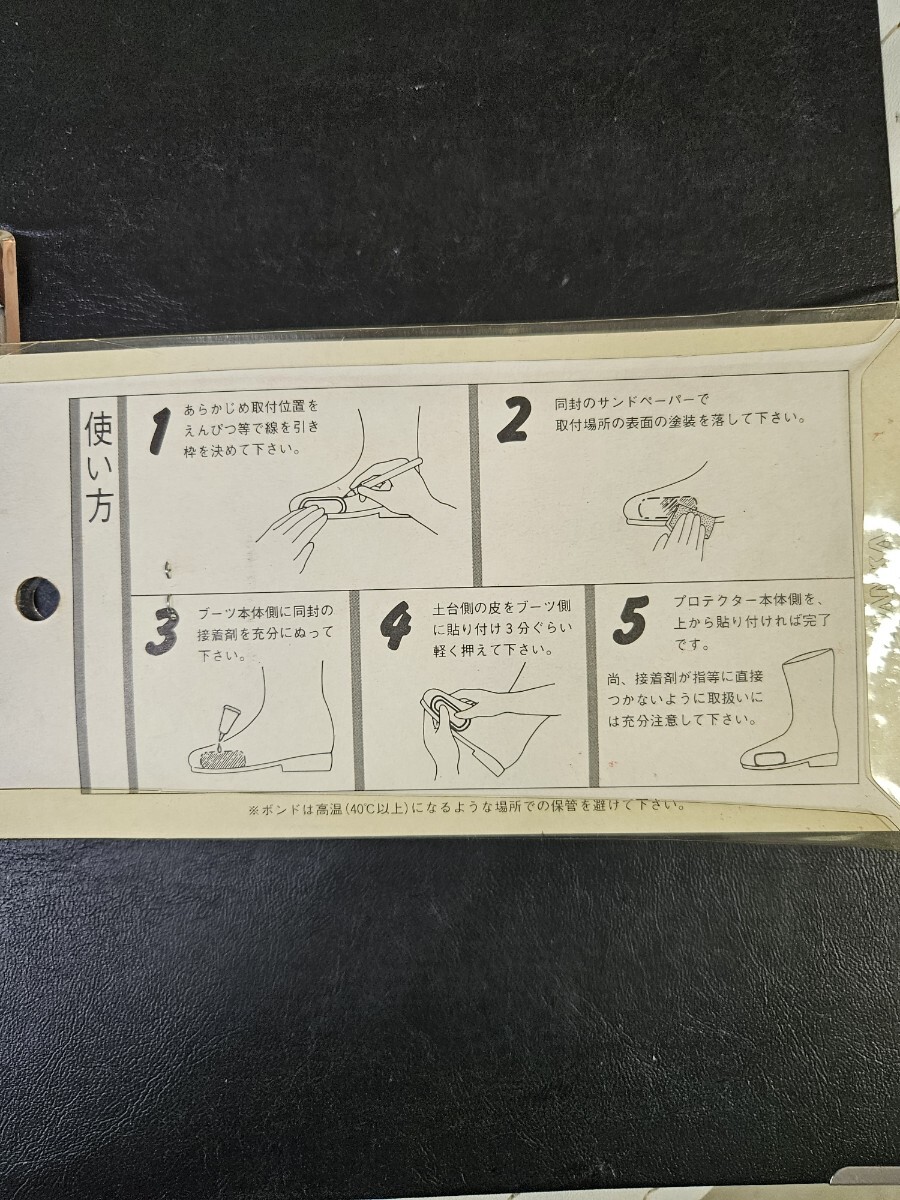 使い方
1
あらかじめ取付位置を
えんぴつ等で線を引き
枠を決めて下さい。
2
同封のサンドペーパーで
取付場所の表面の塗装を落して下さい。
3
ブーツ本体側に同封の
接着剤を充分にぬって
下さい。
4
土台側の皮をブーツ側
に貼り付け3分ぐらい
軽く押えて下さい。
5
プロテクター本体側を、
上から貼り付ければ完了
です。
尚、接着剤が指等に直接
つかないように取扱いに
は充分注意して下さい。
※ボンドは高温(40℃以上)になるような場所での保管を避けて下さい。